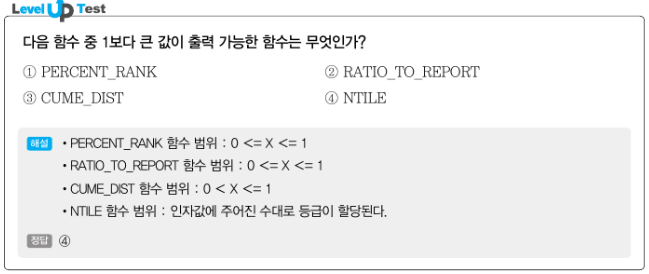 Level Up Test
다음 함수 중 1보다 큰 값이 출력 가능한 함수는 무엇인가?
① PERCENT_RANK ② RATIO_TO_REPORT
③ CUME_DIST ④ NTILE
해설 • PERCENT_RANK 함수 범위 : 0 <= X <= 1
• RATIO_TO_REPORT 함수 범위 : 0 <= X <= 1
• CUME_DIST 함수 범위 : 0 < X <= 1
• NTILE 함수 범위 : 인자값에 주어진 수대로 등급이 할당된다.
정답 ④